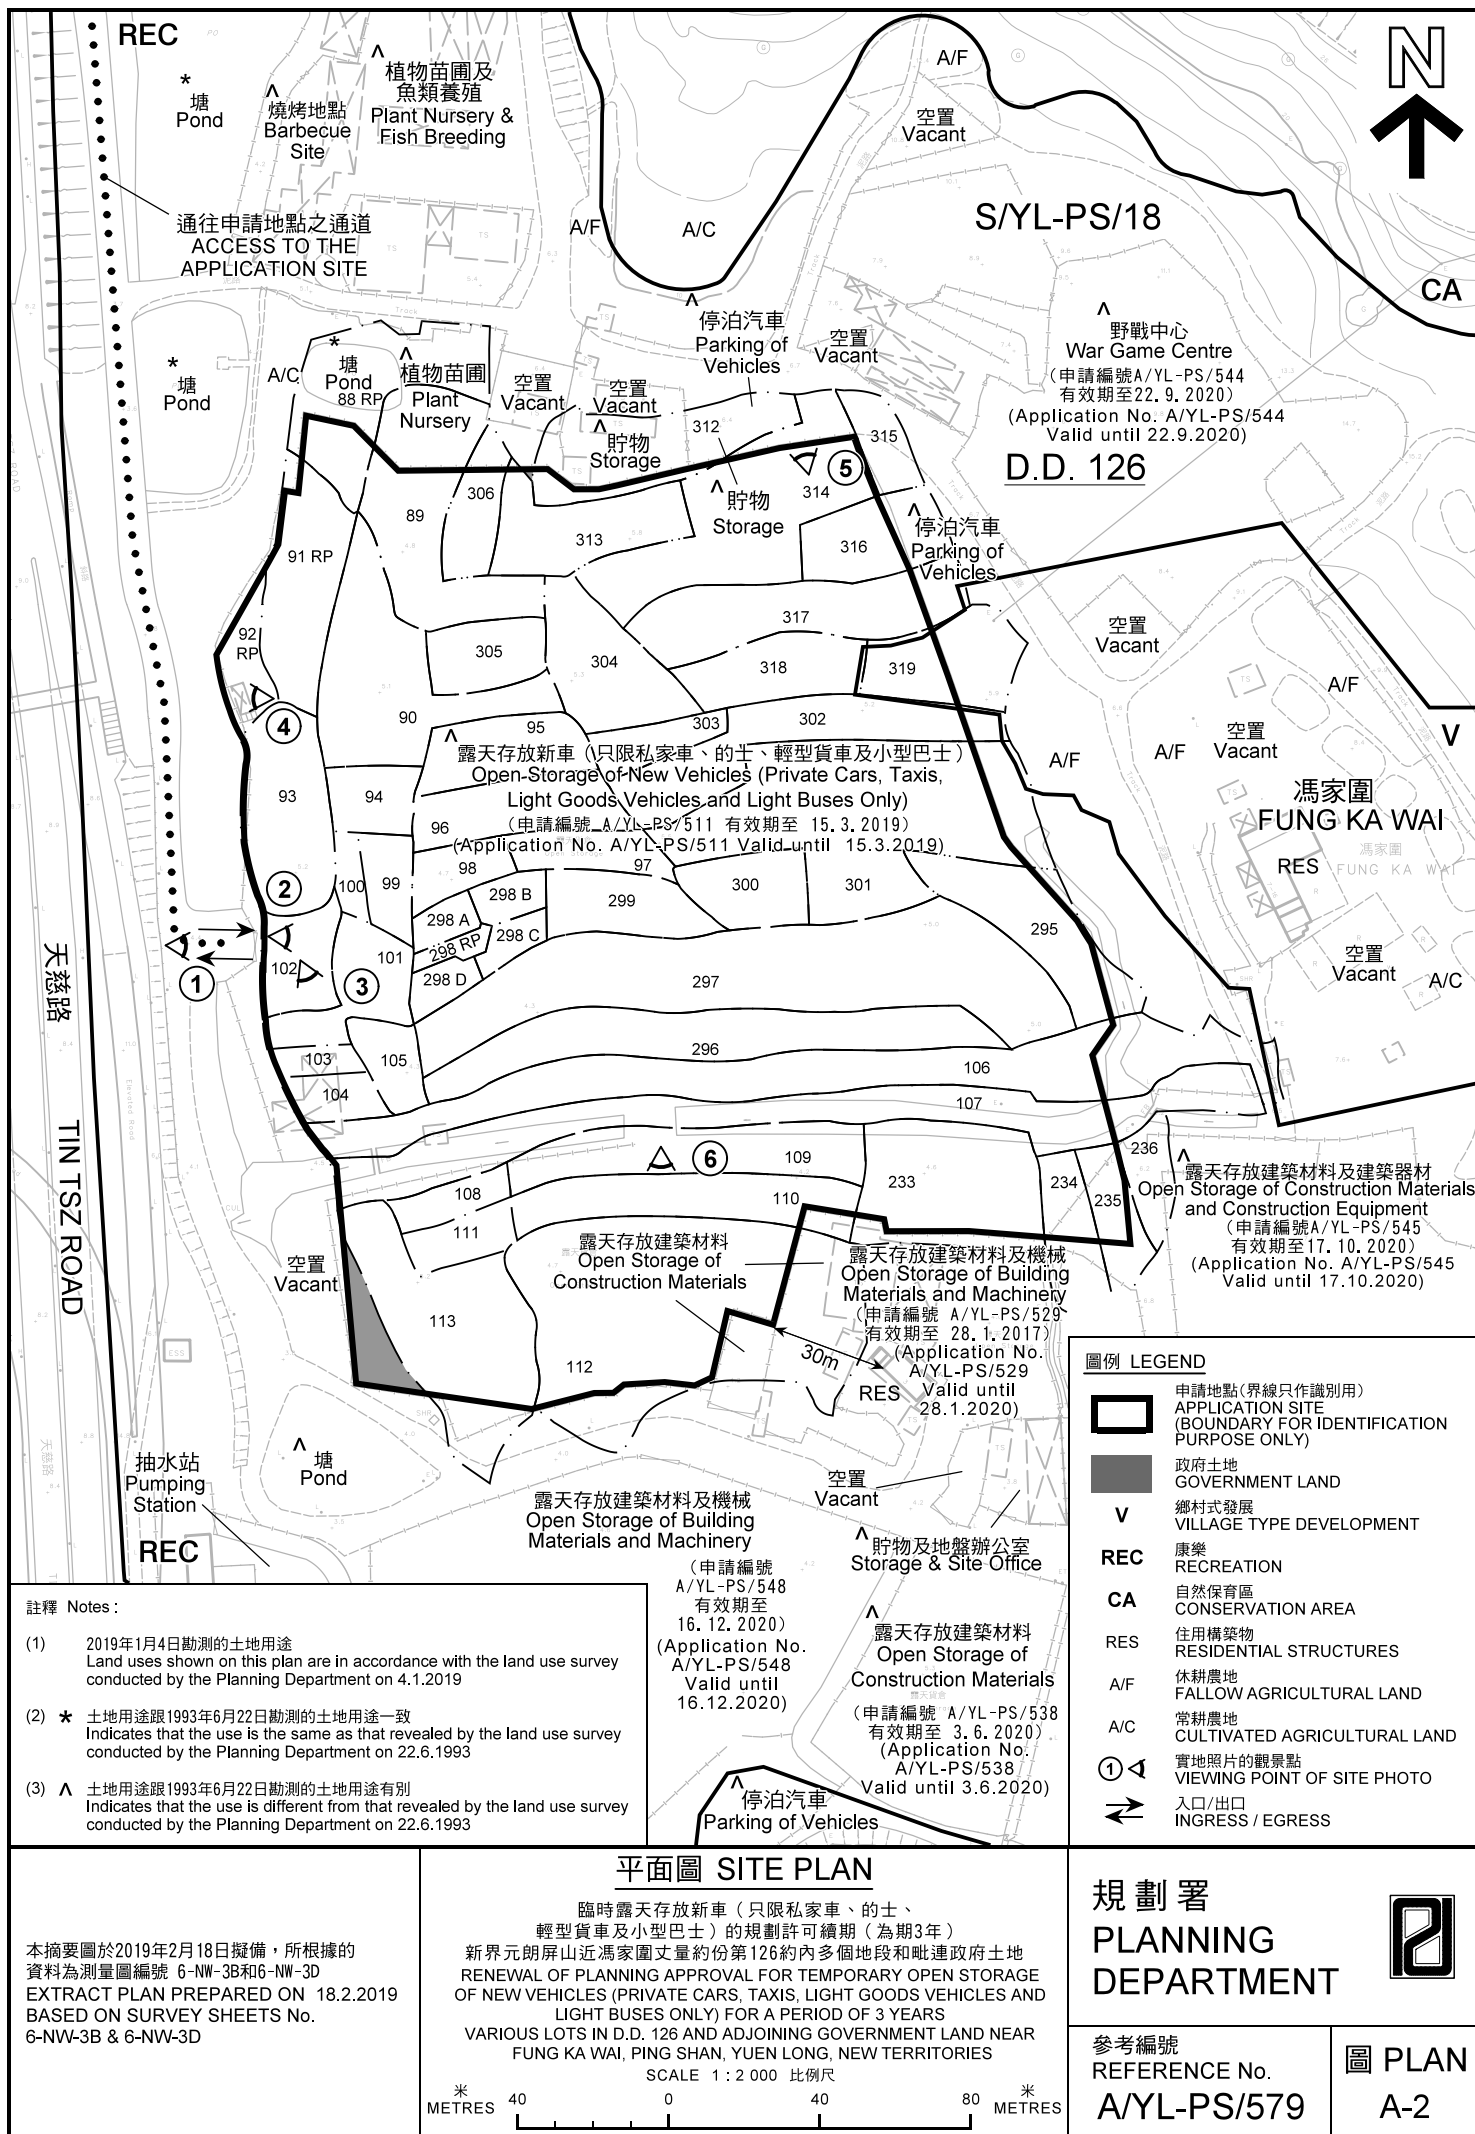 REC
*
塘
Pond
^
燒烤地點
Barbecue
Site
^
植物苗圃及
魚類養殖
Plant Nursery &
Fish Breeding
A/F
空置
Vacant
N
通往申請地點之通道
ACCESS TO THE
APPLICATION SITE
A/F
A/C
S/YL-PS/18
CA
^
停泊汽車
Parking of
Vehicles
空置
Vacant
^
野戰中心
War Game Centre
(申請編號A/YL-PS/544
有效期至22.9.2020)
(Application No. A/YL-PS/544
Valid until 22.9.2020)
D.D. 126
*
塘
Pond
A/C
*
塘
Pond
88 RP
^
植物苗圃
Plant
Nursery
空置
Vacant
空置
Vacant
^
貯物
Storage
312
315
^
貯物
Storage
314
5
^
停泊汽車
Parking of
Vehicles
306
89
313
316
91 RP
92
RP
305
304
317
318
319
空置
Vacant
A/F
V
4
90
95
303
302
^
露天存放新車（只限私家車、的士、輕型貨車及小型巴士）
Open Storage of New Vehicles (Private Cars, Taxis,
Light Goods Vehicles and Light Buses Only)
(申請編號 A/YL-PS/511 有效期至 15.3.2019)
(Application No. A/YL-PS/511 Valid until 15.3.2019)
A/F
A/F
空置
Vacant
馮家圍
FUNG KA WAI
馮家圍
FUNG KA WAI
RES
93
94
96
98
97
2
100
99
298 B
298 A
298 C
298 RP
298 D
299
300
301
295
空置
Vacant
A/C
1
102
3
101
297
天慈路
TIN TSZ ROAD
103
105
104
296
106
107
6
109
108
110
111
233
234
235
236
^
露天存放建築材料及建築器材
Open Storage of Construction Materials
and Construction Equipment
(申請編號A/YL-PS/545
有效期至17.10.2020)
(Application No. A/YL-PS/545
Valid until 17.10.2020)
空置
Vacant
露天存放建築材料
Open Storage of
Construction Materials
露天存放建築材料及機械
Open Storage of Building
Materials and Machinery
(申請編號 A/YL-PS/529
有效期至 28.1.2017)
(Application No.
A/YL-PS/529
Valid until
28.1.2020)
113
112
30m
RES
ESS
抽水站
Pumping
Station
REC
^
塘
Pond
露天存放建築材料及機械
Open Storage of Building
Materials and Machinery
(申請編號
A/YL-PS/548
有效期至
16.12.2020)
(Application No.
A/YL-PS/548
Valid until
16.12.2020)
空置
Vacant
^
貯物及地盤辦公室
Storage & Site Office
^
露天存放建築材料
Open Storage of
Construction Materials
(申請編號 A/YL-PS/538
有效期至 3.6.2020)
(Application No.
A/YL-PS/538
Valid until 3.6.2020)
^
停泊汽車
Parking of Vehicles
圖例 LEGEND
申請地點(界線只作識別用)
APPLICATION SITE
(BOUNDARY FOR IDENTIFICATION
PURPOSE ONLY)
政府土地
GOVERNMENT LAND
V 鄉村式發展
VILLAGE TYPE DEVELOPMENT
REC 康樂
RECREATION
CA 自然保育區
CONSERVATION AREA
RES 住用構築物
RESIDENTIAL STRUCTURES
A/F 休耕農地
FALLOW AGRICULTURAL LAND
A/C 常耕農地
CULTIVATED AGRICULTURAL LAND
1 實地照片的觀景點
VIEWING POINT OF SITE PHOTO
入口/出口
INGRESS / EGRESS
註釋 Notes :
(1) 2019年1月4日勘測的土地用途
Land uses shown on this plan are in accordance with the land use survey
conducted by the Planning Department on 4.1.2019
(2) * 土地用途跟1993年6月22日勘測的土地用途一致
Indicates that the use is the same as that revealed by the land use survey
conducted by the Planning Department on 22.6.1993
(3) ^ 土地用途跟1993年6月22日勘測的土地用途有別
Indicates that the use is different from that revealed by the land use survey
conducted by the Planning Department on 22.6.1993
本摘要圖於2019年2月18日擬備，所根據的
資料為測量圖編號 6-NW-3B和6-NW-3D
EXTRACT PLAN PREPARED ON 18.2.2019
BASED ON SURVEY SHEETS No.
6-NW-3B & 6-NW-3D
平面圖 SITE PLAN
臨時露天存放新車（只限私家車、的士、
輕型貨車及小型巴士）的規劃許可續期（為期3年）
新界元朗屏山近馮家圍丈量約份第126約內多個地段和毗連政府土地
RENEWAL OF PLANNING APPROVAL FOR TEMPORARY OPEN STORAGE
OF NEW VEHICLES (PRIVATE CARS, TAXIS, LIGHT GOODS VEHICLES AND
LIGHT BUSES ONLY) FOR A PERIOD OF 3 YEARS
VARIOUS LOTS IN D.D. 126 AND ADJOINING GOVERNMENT LAND NEAR
FUNG KA WAI, PING SHAN, YUEN LONG, NEW TERRITORIES
SCALE 1 : 2 000 比例尺
米
METRES 40 0 40 80 米
METRES
規劃署
PLANNING
DEPARTMENT
參考編號
REFERENCE No.
A/YL-PS/579
圖 PLAN
A-2